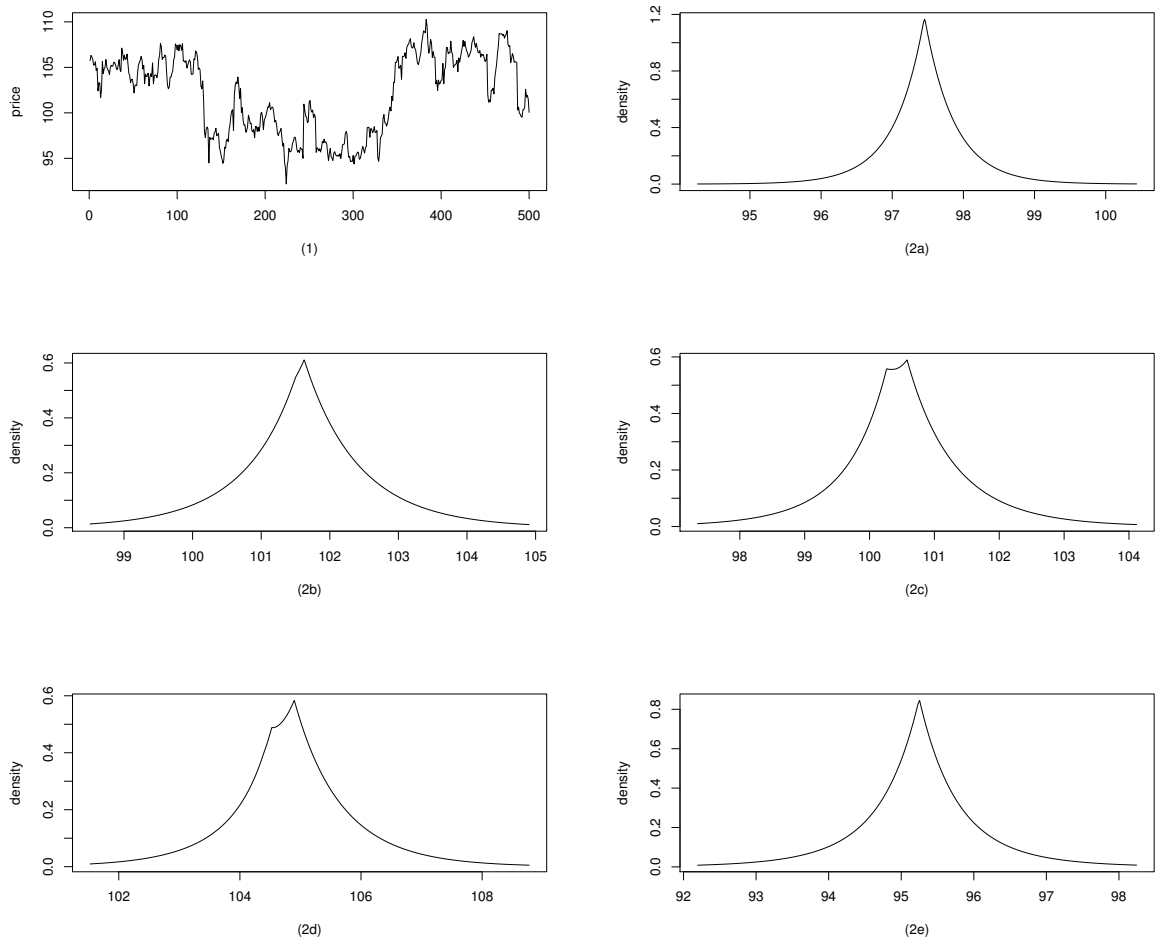 price
95 100 105 110
0 100 200 300 400 500
(1)
density
0.0 0.4 0.8 1.2
95 96 97 98 99 100
(2a)
density
0.0 0.2 0.4 0.6
99 100 101 102 103 104 105
(2b)
density
0.0 0.2 0.4 0.6
98 99 100 101 102 103 104
(2c)
density
0.0 0.2 0.4 0.6
102 104 106 108
(2d)
density
0.0 0.2 0.4 0.6 0.8
92 93 94 95 96 97 98
(2e)